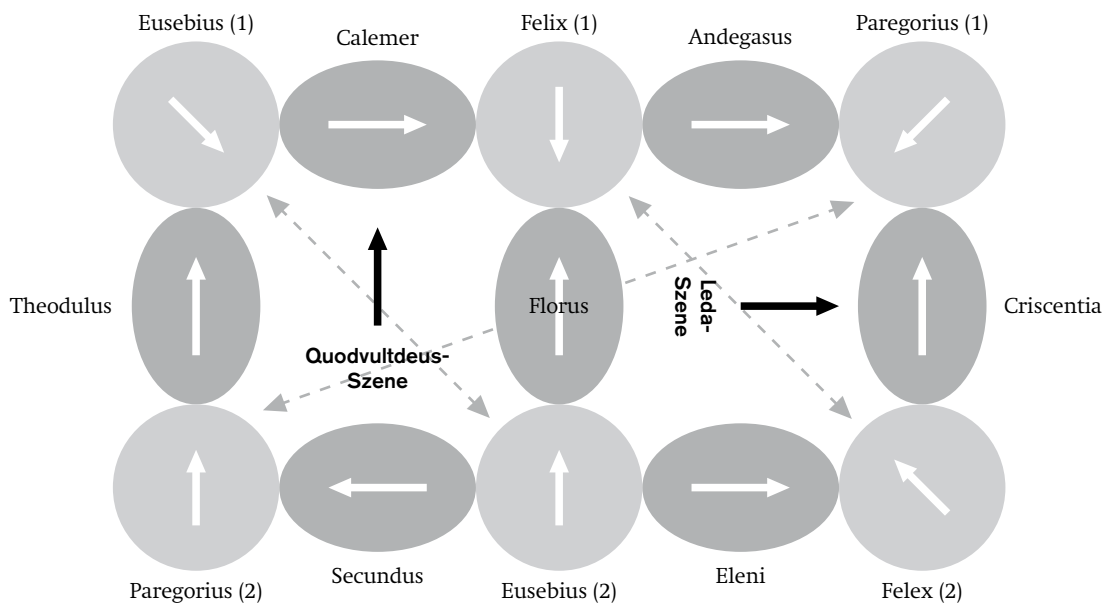 Eusebius (1)
Calemer
Felix (1)
Andegasus
Paregorius (1)
Theodulus
Quodvultdeus-
Szene
Florus
Leda-
Szene
Criscentia
Paregorius (2)
Secundus
Eusebius (2)
Eleni
Felex (2)